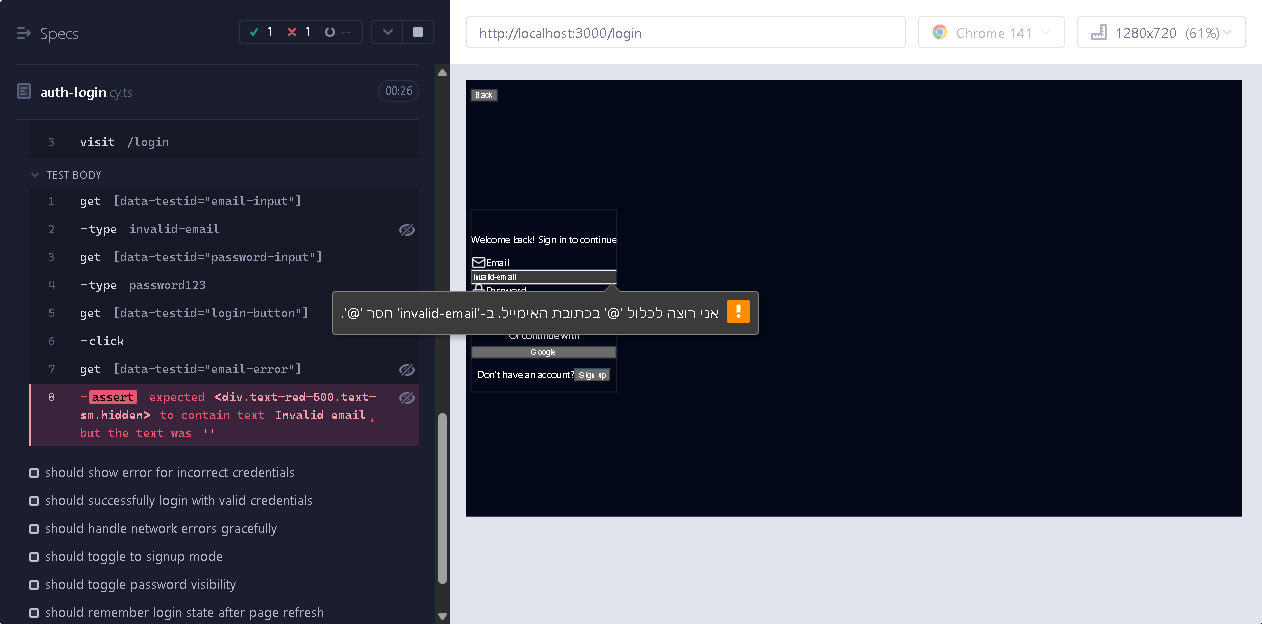 Specs
1 1 --
auth-login.cy.ts
00:26
3 visit /login
TEST BODY
1 get [data-testid="email-input"]
2 -type invalid-email
3 get [data-testid="password-input"]
4 -type password123
5 get [data-testid="login-button"]
6 -click
7 get [data-testid="email-error"]
8 -assert expected <div.text-red-500.text-
sm.hidden> to contain text Invalid email,
but the text was ''
should show error for incorrect credentials
should successfully login with valid credentials
should handle network errors gracefully
should toggle to signup mode
should toggle password visibility
should remember login state after page refresh
http://localhost:3000/login
Chrome 141
1280x720 (61%)
Back
Welcome back! Sign in to continue
Email
invalid-email
Password
אני רוצה לכלול '@' בכתובת האימייל. ב-'invalid-email' חסר '@'.
Or continue with
Google
Don't have an account? Sign up